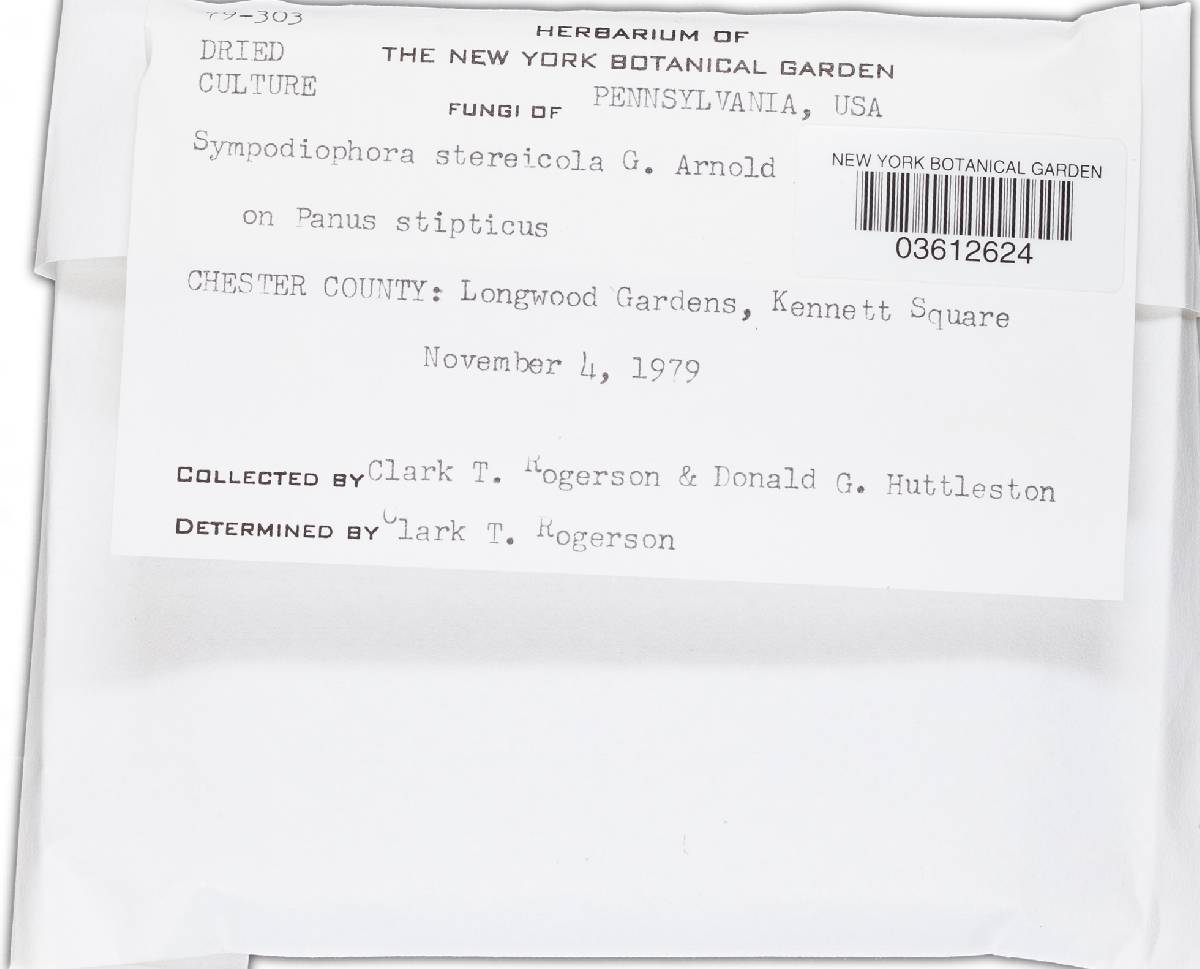 79-303
HERBARIUM OF
DRIED
THE NEW YORK BOTANICAL GARDEN
CULTURE
FUNGI OF PENNSYLVANIA, USA
Sympodiophora stereicola G. Arnold
on Panus stipticus
NEW YORK BOTANICAL GARDEN
03612624
CHESTER COUNTY: Longwood Gardens, Kennett Square
November 4, 1979
COLLECTED BY Clark T. Rogerson & Donald G. Huttleston
DETERMINED BY Clark T. Rogerson